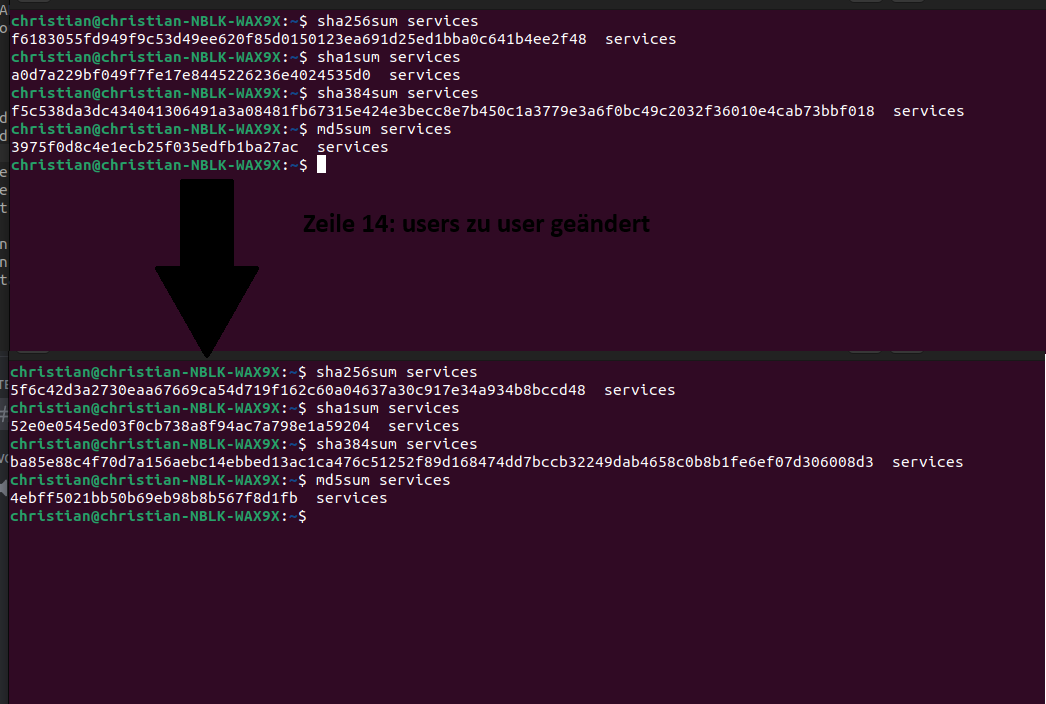 christian@christian-NBLK-WAX9X:~$ sha256sum services
f6183055fd949f9c53d49ee620f85d0150123ea691d25ed1bba0c641b4ee2f48  services
christian@christian-NBLK-WAX9X:~$ sha1sum services
a0d7a229bf049f7fe17e8445226236e4024535d0  services
christian@christian-NBLK-WAX9X:~$ sha384sum services
f5c538da3dc434041306491a3a08481fb67315e424e3becc8e7b450c1a3779e3a6f0bc49c2032f36010e4cab73bbf018  services
christian@christian-NBLK-WAX9X:~$ md5sum services
3975f0d8c4e1ecb25f035edfb1ba27ac  services
christian@christian-NBLK-WAX9X:~$
Zeile 14: users zu user geändert
christian@christian-NBLK-WAX9X:~$ sha256sum services
5f6c42d3a2730eaa67669ca54d719f162c60a04637a30c917e34a934b8bccd48  services
christian@christian-NBLK-WAX9X:~$ sha1sum services
52e0e0545ed03f0cb738a8f94ac7a798e1a59204  services
christian@christian-NBLK-WAX9X:~$ sha384sum services
ba85e88c4f70d7a156aebc14ebbed13ac1ca476c51252f89d168474dd7bccb32249dab4658c0b8b1fe6ef07d306008d3  services
christian@christian-NBLK-WAX9X:~$ md5sum services
4ebff5021bb50b69eb98b8b567f8d1fb  services
christian@christian-NBLK-WAX9X:~$